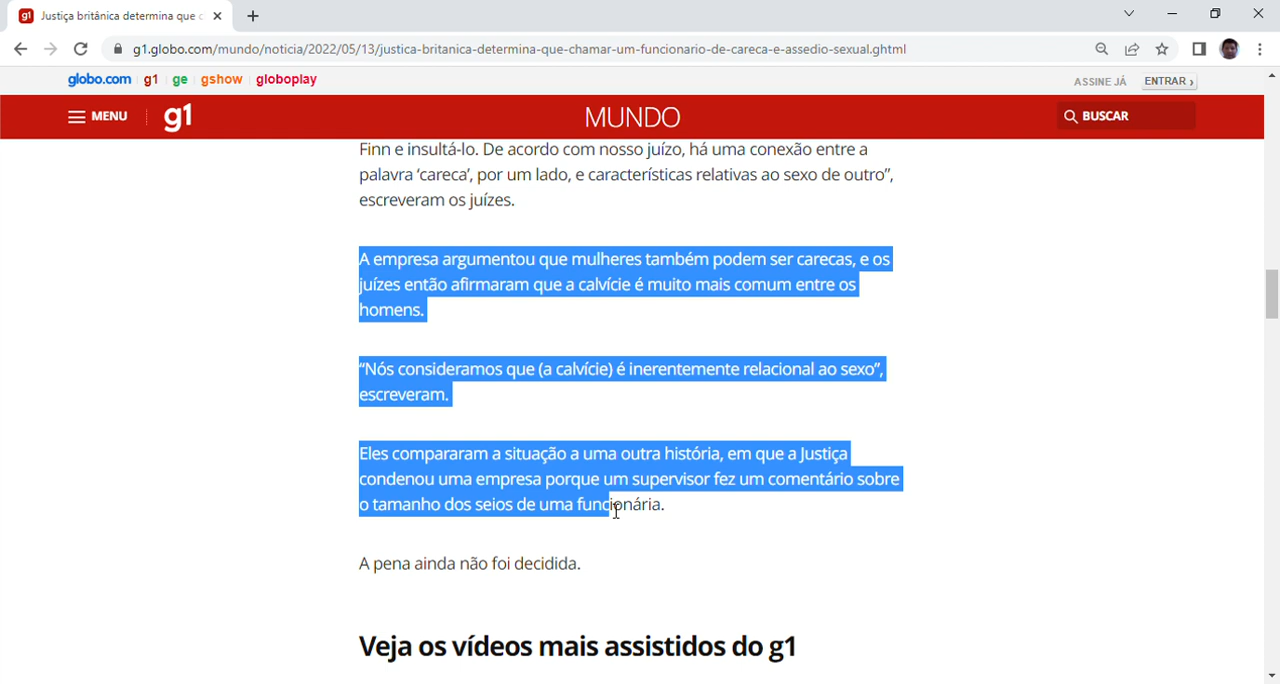 g1 Justiça britânica determina que c
g1.globo.com/mundo/noticia/2022/05/13/justica-britanica-determina-que-chamar-um-funcionario-de-careca-e-assedio-sexual.ghtml
globo.com g1 ge gshow globoplay ASSINE JÁ ENTRAR ›
MENU g1 MUNDO BUSCAR
Finn e insultá-lo. De acordo com nosso juízo, há uma conexão entre a
palavra ‘careca’, por um lado, e características relativas ao sexo de outro”,
escreveram os juízes.
A empresa argumentou que mulheres também podem ser carecas, e os
juízes então afirmaram que a calvície é muito mais comum entre os
homens.
“Nós consideramos que (a calvície) é inerentemente relacional ao sexo”,
escreveram.
Eles compararam a situação a uma outra história, em que a Justiça
condenou uma empresa porque um supervisor fez um comentário sobre
o tamanho dos seios de uma funcionária.
A pena ainda não foi decidida.
Veja os vídeos mais assistidos do g1